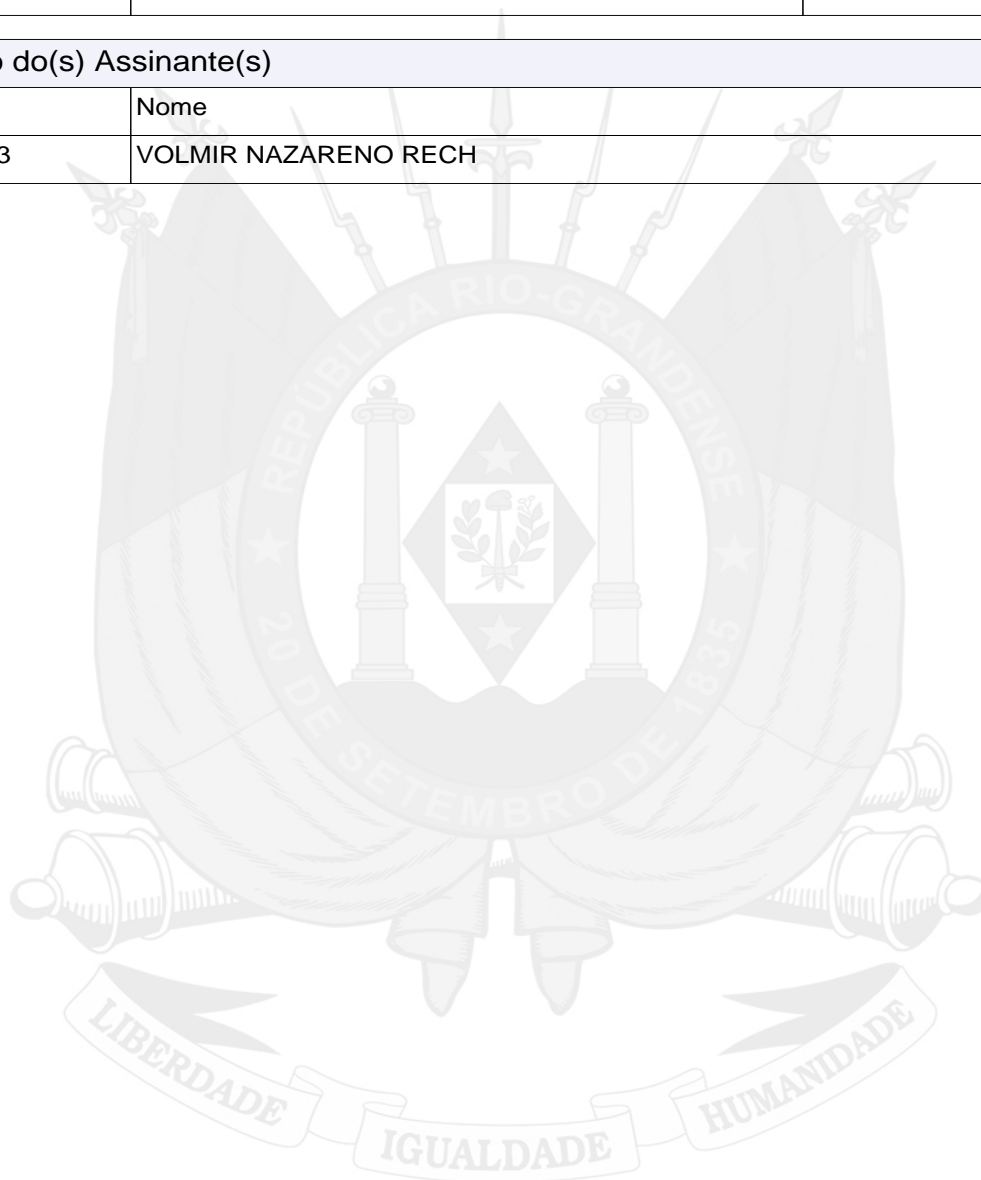 o do(s) Assinante(s)
Nome
3 VOLMIR NAZARENO RECH
REPÚBLICA RIO-GRANDENSE
★ 20 DE SETEMBRO DE 1835 ★
LIBERDADE IGUALDADE HUMANIDADE